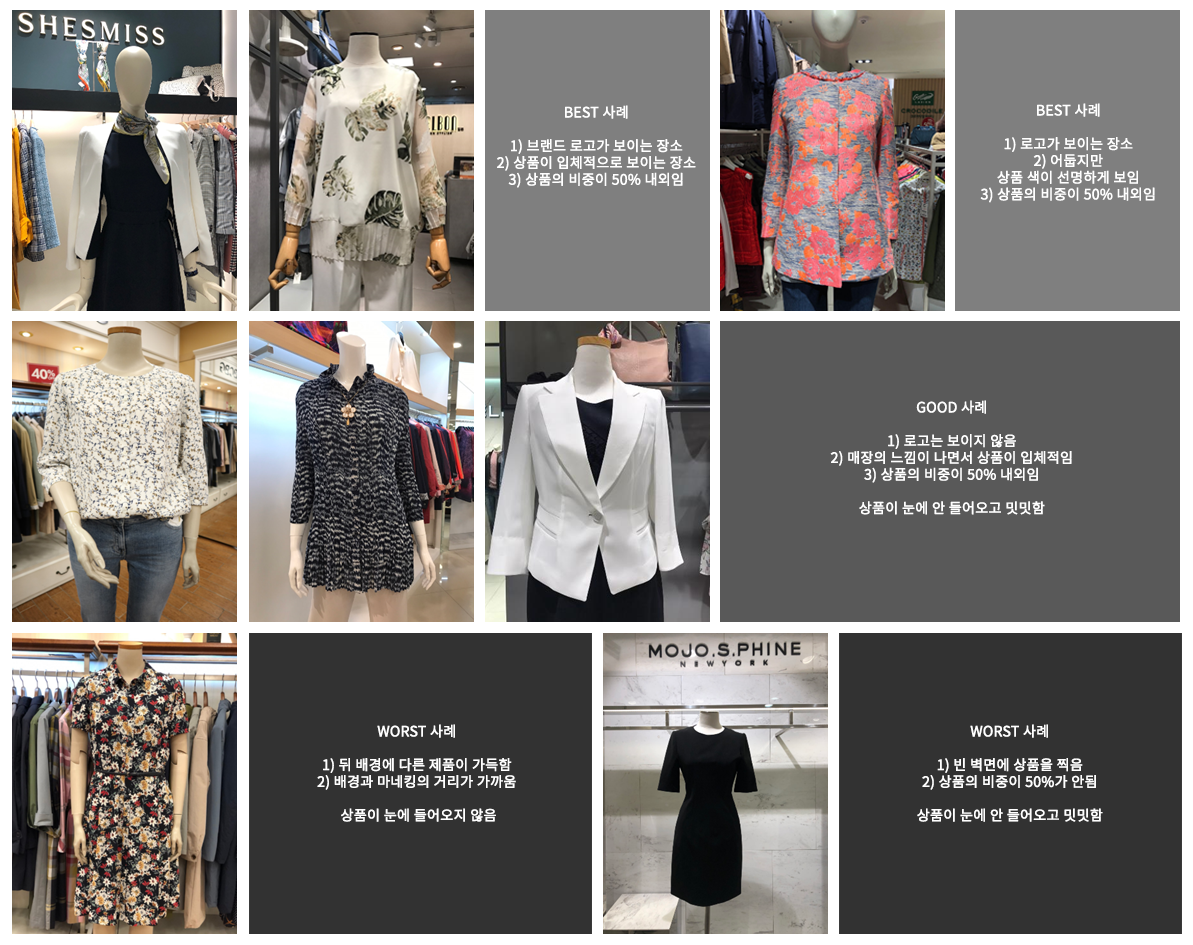 SHESMISS
BEST 사례
1) 브랜드 로고가 보이는 장소
2) 상품이 입체적으로 보이는 장소
3) 상품의 비중이 50% 내외임
CROCODILE
BEST 사례
1) 로고가 보이는 장소
2) 어둡지만
상품 색이 선명하게 보임
3) 상품의 비중이 50% 내외임
40%
GOOD 사례
1) 로고는 보이지 않음
2) 매장의 느낌이 나면서 상품이 입체적임
3) 상품의 비중이 50% 내외임
상품이 눈에 안 들어오고 밋밋함
WORST 사례
1) 뒤 배경에 다른 제품이 가득함
2) 배경과 마네킹의 거리가 가까움
상품이 눈에 들어오지 않음
MOJO.S.PHINE
NEWYORK
WORST 사례
1) 빈 벽면에 상품을 찍음
2) 상품의 비중이 50%가 안됨
상품이 눈에 안 들어오고 밋밋함